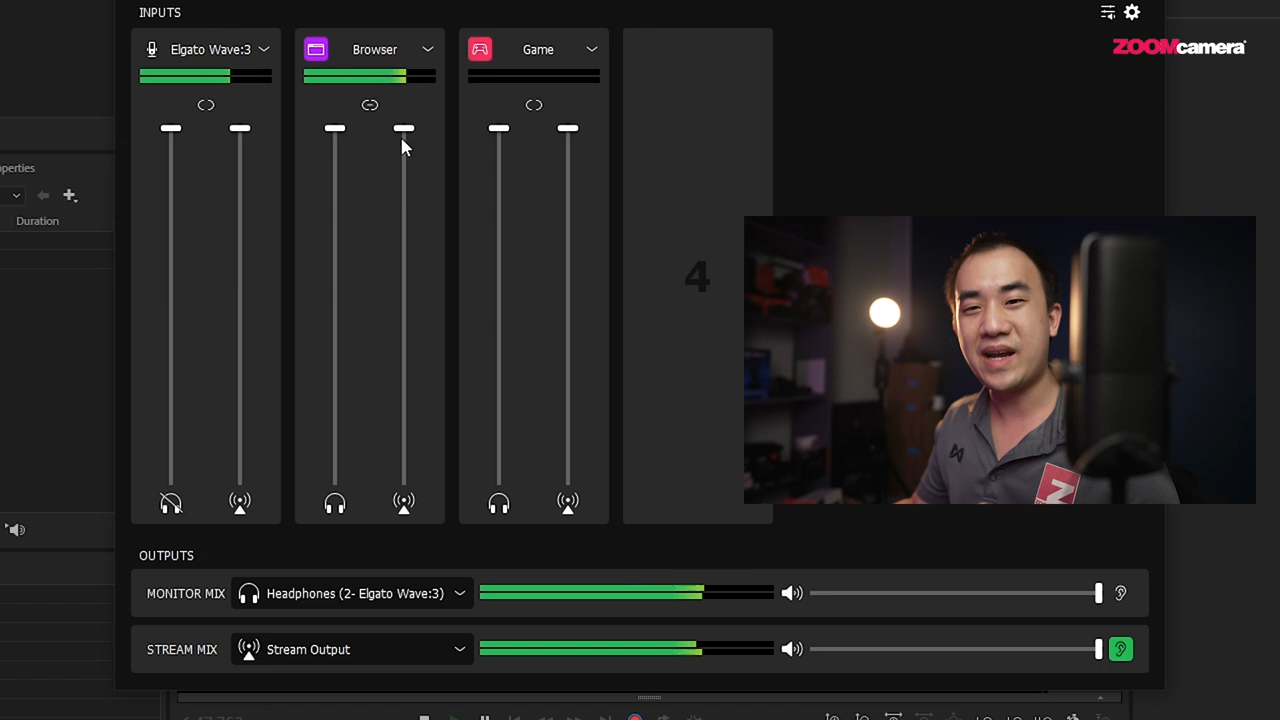 INPUTS
ZOOMcamera
Elgato Wave:3
Browser
Game
operties
Duration
4
Z
OUTPUTS
MONITOR MIX
Headphones (2- Elgato Wave:3)
STREAM MIX
Stream Output